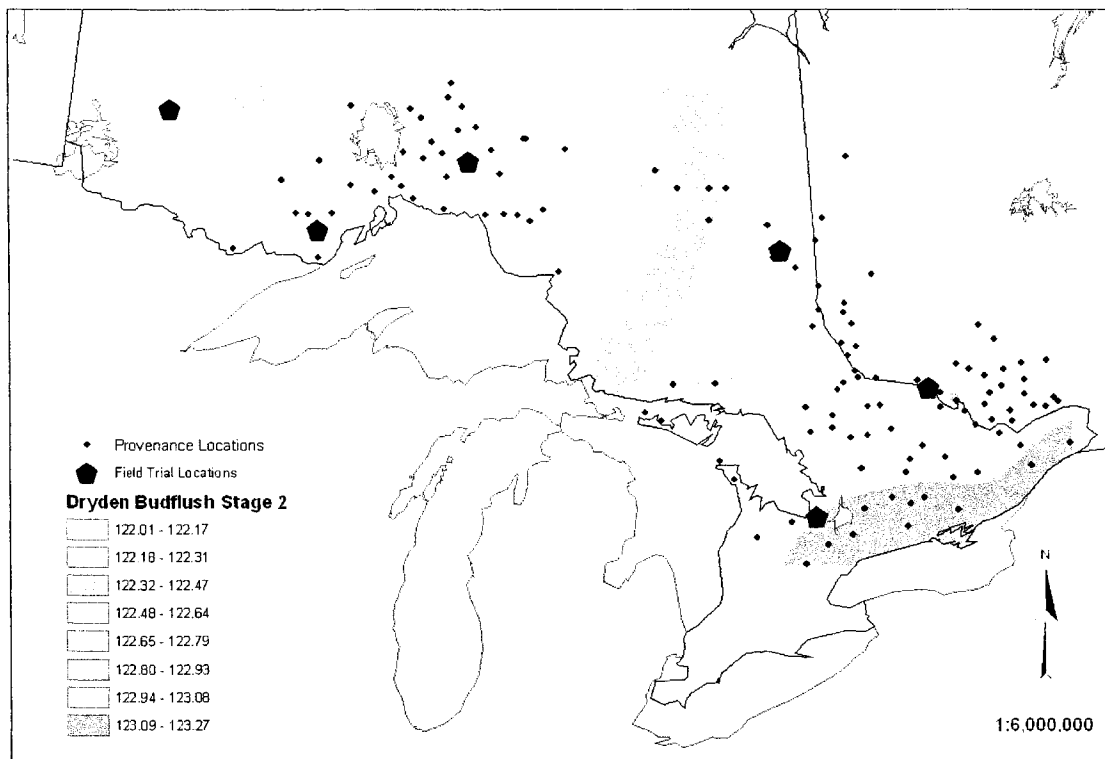 Provenance Locations
Field Trial Locations
Dryden Budflush Stage 2
122.01 - 122.17
122.18 - 122.31
122.32 - 122.47
122.48 - 122.64
122.65 - 122.79
122.80 - 122.93
122.94 - 123.08
123.09 - 123.27
N
1:6,000,000